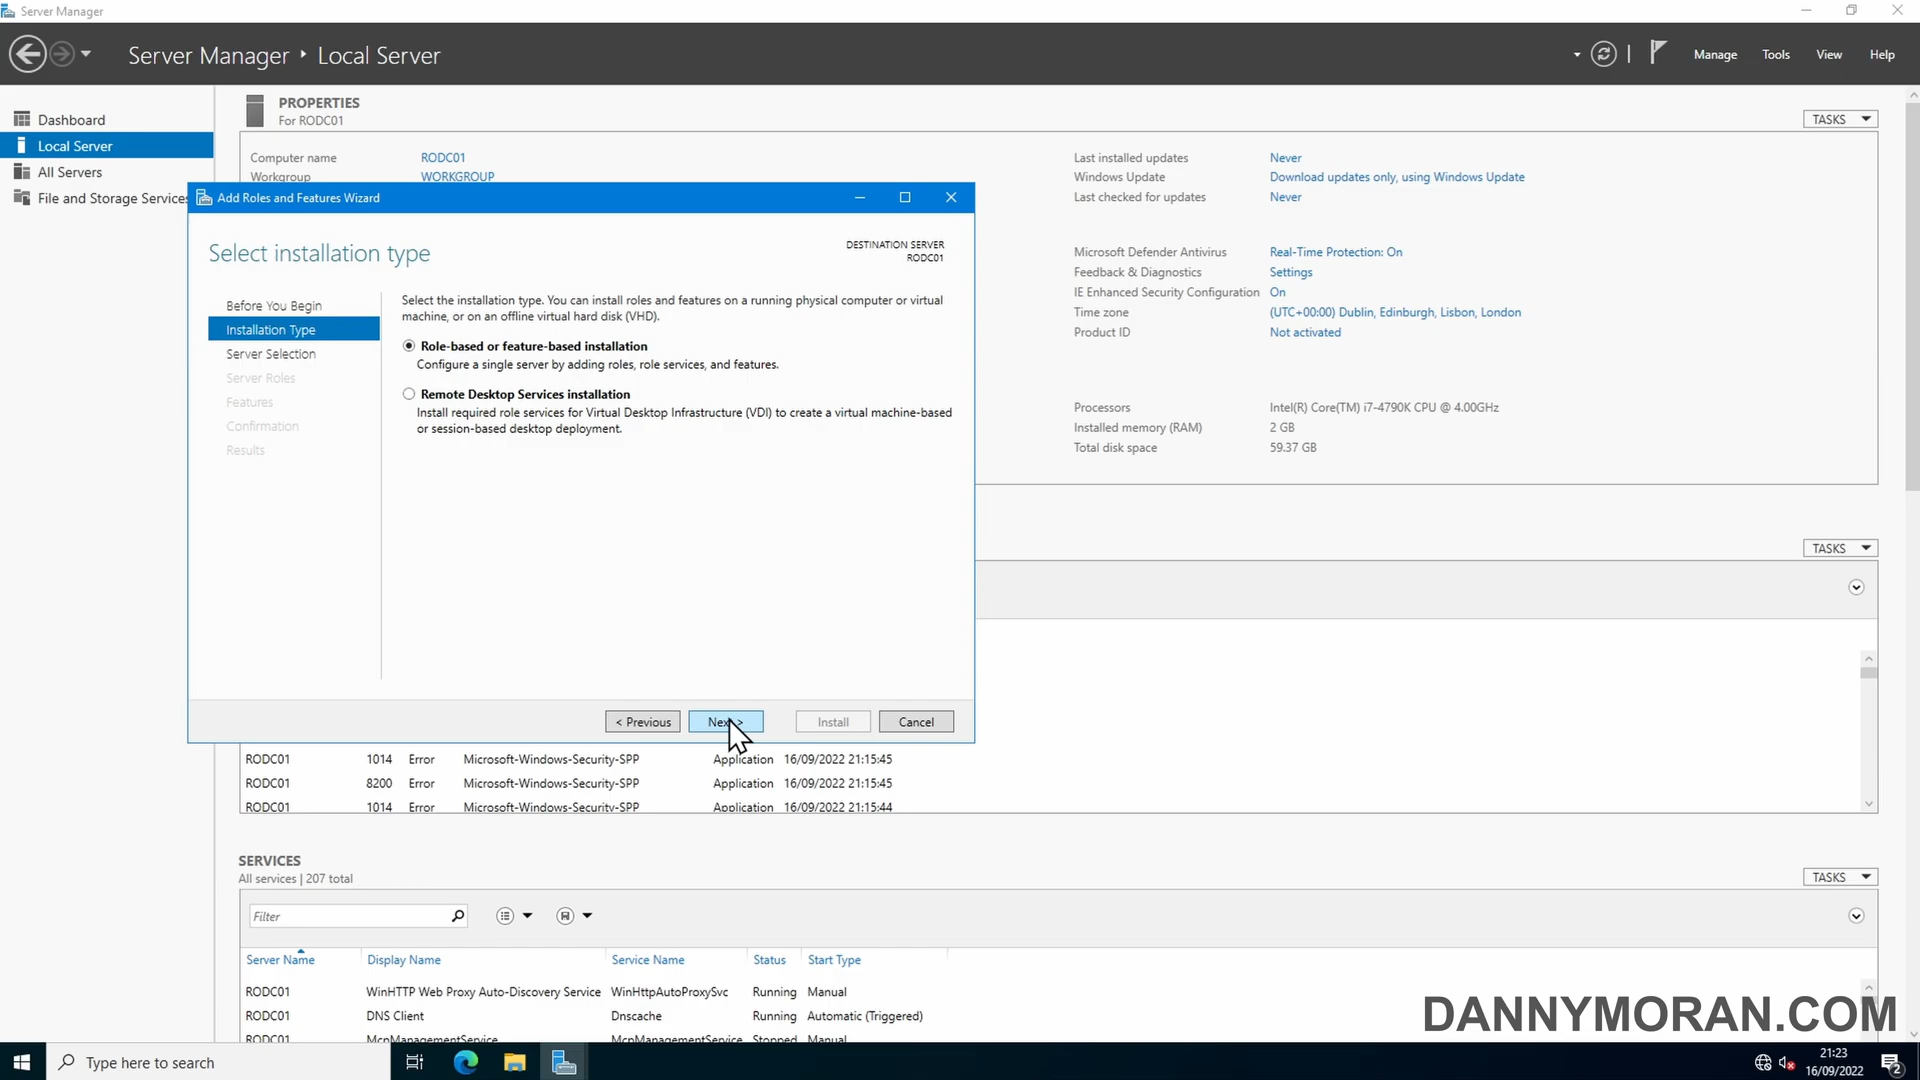 Server Manager
Server Manager ‣ Local Server
Manage
Tools
View
Help
Dashboard
Local Server
All Servers
File and Storage Services
PROPERTIES
For RODC01
TASKS
Computer name RODC01
Workgroup WORKGROUP
Last installed updates Never
Windows Update Download updates only, using Windows Update
Last checked for updates Never
Microsoft Defender Antivirus Real-Time Protection: On
Feedback & Diagnostics Settings
IE Enhanced Security Configuration On
Time zone (UTC+00:00) Dublin, Edinburgh, Lisbon, London
Product ID Not activated
Processors Intel(R) Core(TM) i7-4790K CPU @ 4.00GHz
Installed memory (RAM) 2 GB
Total disk space 59.37 GB
Add Roles and Features Wizard
Select installation type
DESTINATION SERVER
RODC01
Before You Begin
Installation Type
Server Selection
Server Roles
Features
Confirmation
Results
Select the installation type. You can install roles and features on a running physical computer or virtual
machine, or on an offline virtual hard disk (VHD).
Role-based or feature-based installation
Configure a single server by adding roles, role services, and features.
Remote Desktop Services installation
Install required role services for Virtual Desktop Infrastructure (VDI) to create a virtual machine-based
or session-based desktop deployment.
< Previous
Next >
Install
Cancel
TASKS
RODC01 1014 Error Microsoft-Windows-Security-SPP Application 16/09/2022 21:15:45
RODC01 8200 Error Microsoft-Windows-Security-SPP Application 16/09/2022 21:15:45
RODC01 1014 Error Microsoft-Windows-Security-SPP Application 16/09/2022 21:15:44
SERVICES
All services | 207 total
TASKS
Filter
Server Name Display Name Service Name Status Start Type
RODC01 WinHTTP Web Proxy Auto-Discovery Service WinHttpAutoProxySvc Running Manual
RODC01 DNS Client Dnscache Running Automatic (Triggered)
RODC01 McpManagementService McpManagementService Stopped Manual
DANNYMORAN.COM
Type here to search
21:23
16/09/2022
2